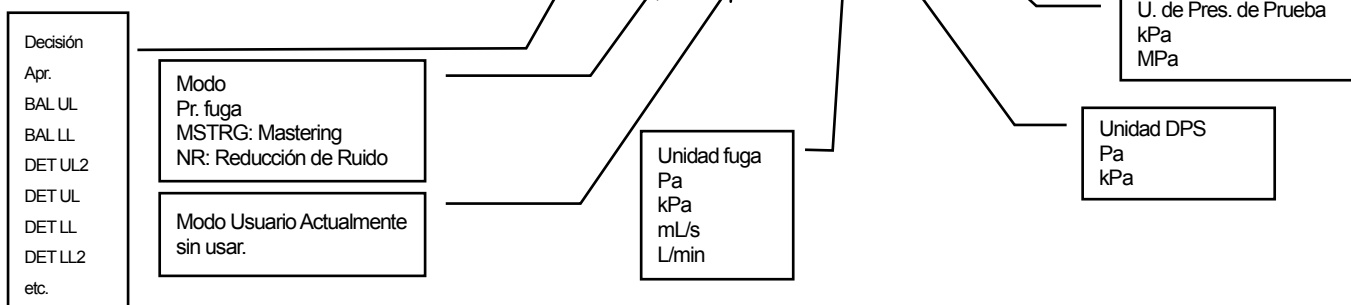 Decisión
Apr.
BAL UL
BAL LL
DET UL2
DET UL
DET LL
DET LL2
etc.
Modo
Pr. fuga
MSTRG: Mastering
NR: Reducción de Ruido
Modo Usuario Actualmente
sin usar.
Unidad fuga
Pa
kPa
mL/s
L/min
U. de Pres. de Prueba
kPa
MPa
Unidad DPS
Pa
kPa